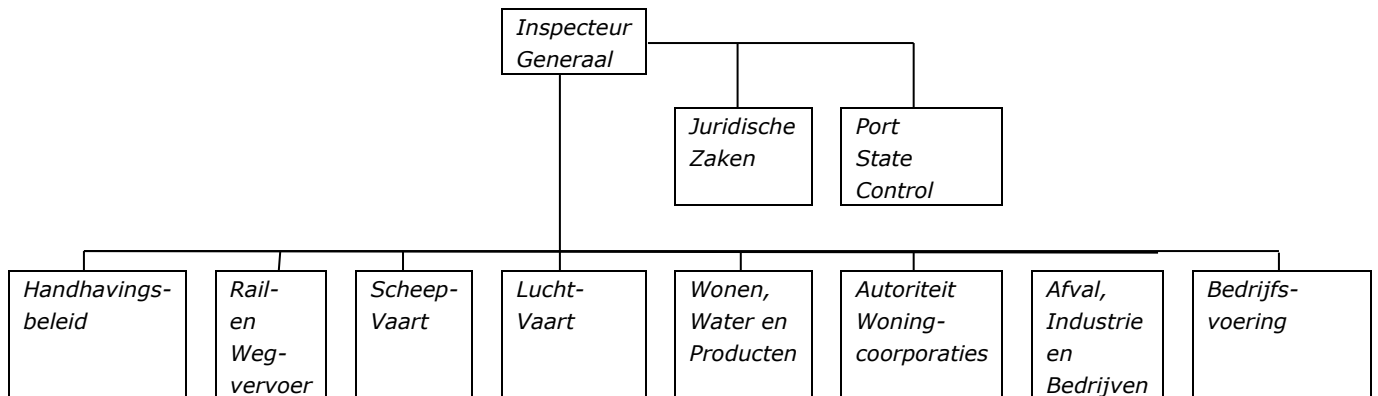 Inspecteur
Generaal
Juridische
Zaken
Port
State
Control
Handhavings-
beleid
Rail-
en
Weg-
vervoer
Scheep-
Vaart
Lucht-
Vaart
Wonen,
Water en
Producten
Autoriteit
Woning-
coorporaties
Afval,
Industrie
en
Bedrijven
Bedrijfs-
voering